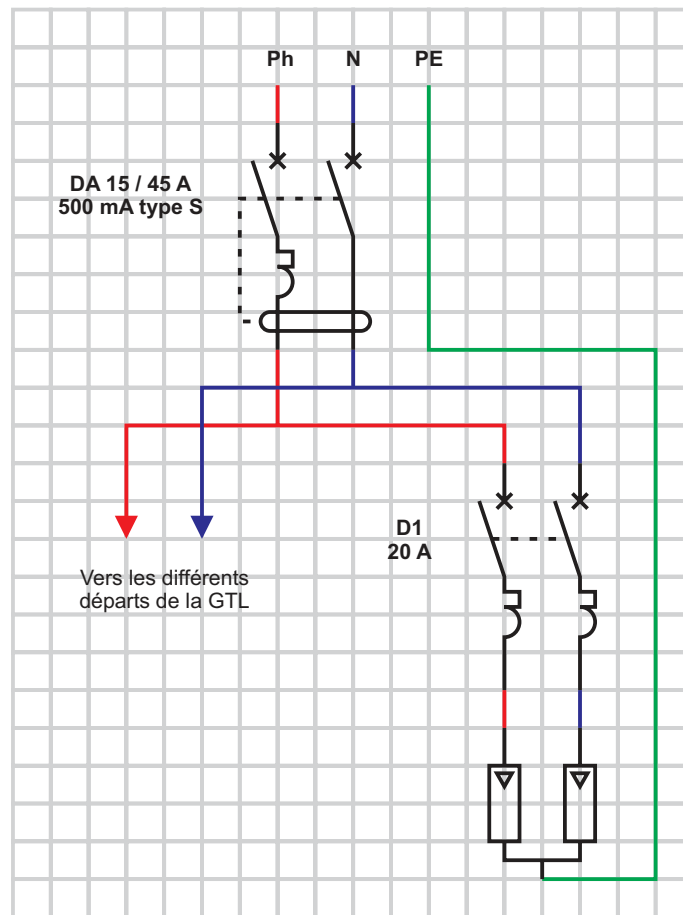 Ph N PE
DA 15 / 45 A
500 mA type S
D1
20 A
Vers les différents
départs de la GTL